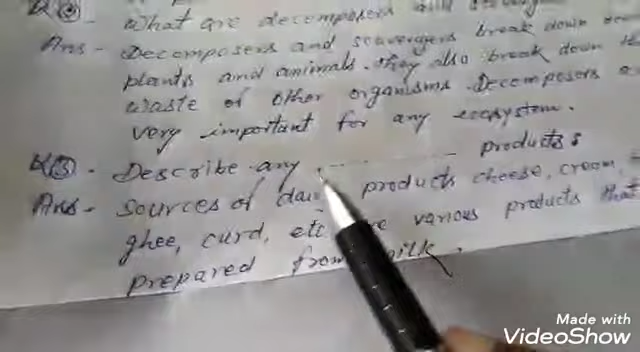 What are decomposers and
Ans - Decomposers and scavengers break down
plants and animals. they also break down
waste of other organisms. Decomposers
very important for any ecosystem.
Describe any products:
Ans - Sources of products cheese, cream,
ghee, curd, etc various products that
prepared from milk.
Made with
VideoShow